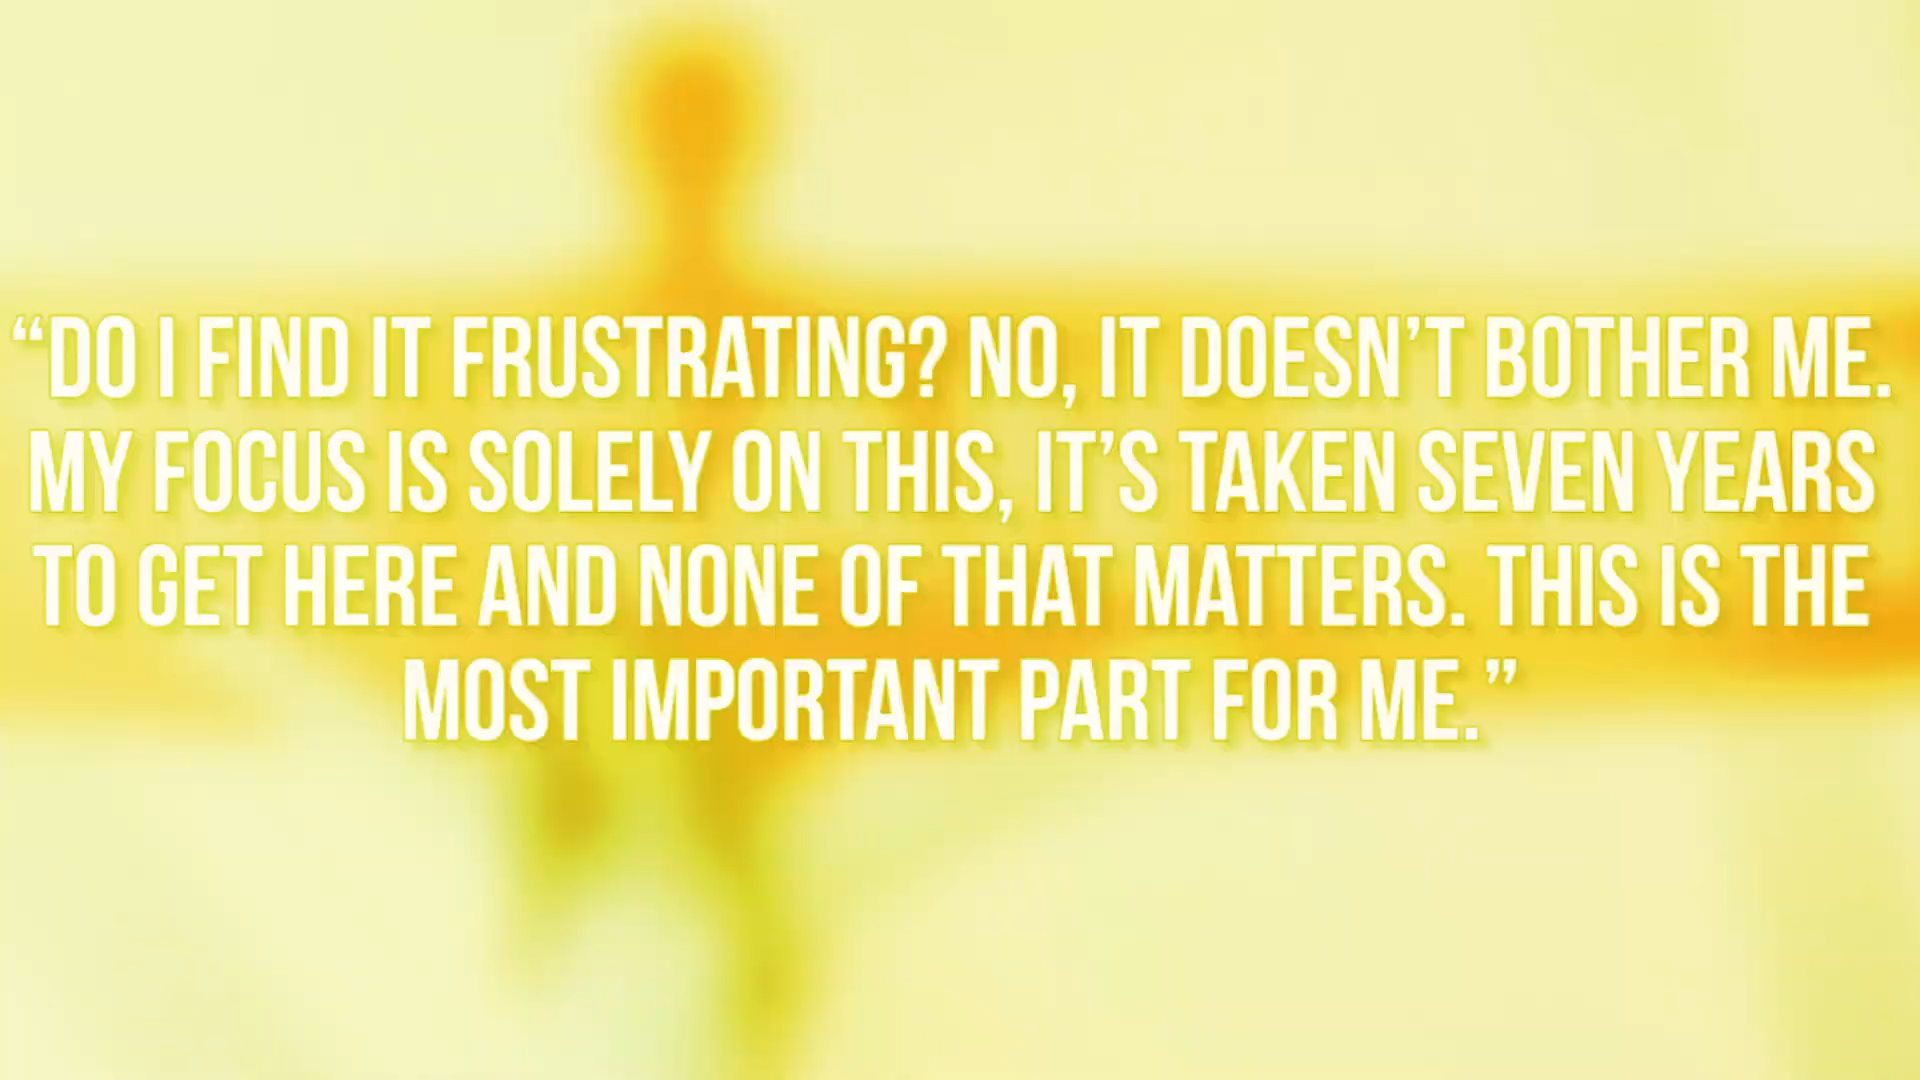 “DO I FIND IT FRUSTRATING? NO, IT DOESN’T BOTHER ME.
MY FOCUS IS SOLELY ON THIS, IT’S TAKEN SEVEN YEARS
TO GET HERE AND NONE OF THAT MATTERS. THIS IS THE
MOST IMPORTANT PART FOR ME.”